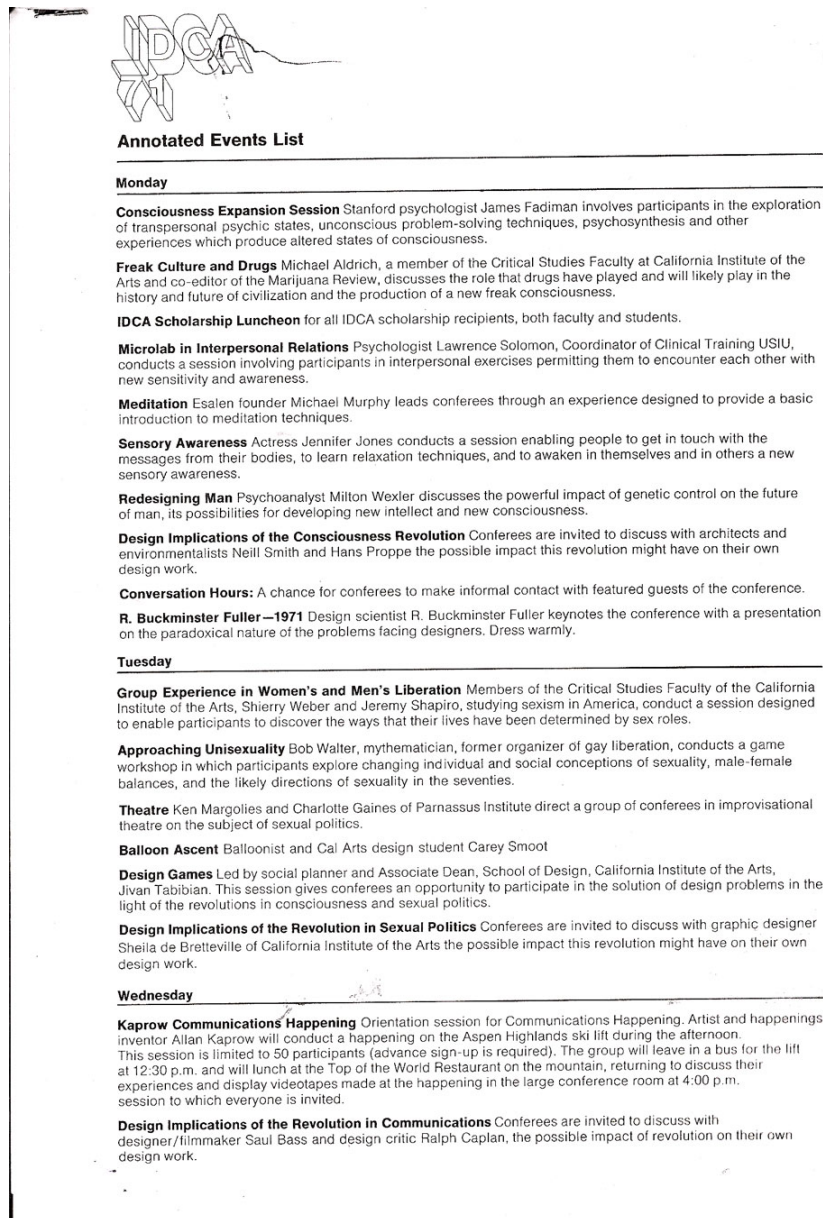 IDCA
71
Annotated Events List
Monday
Consciousness Expansion Session Stanford psychologist James Fadiman involves participants in the exploration
of transpersonal psychic states, unconscious problem-solving techniques, psychosynthesis and other
experiences which produce altered states of consciousness.
Freak Culture and Drugs Michael Aldrich, a member of the Critical Studies Faculty at California Institute of the
Arts and co-editor of the Marijuana Review, discusses the role that drugs have played and will likely play in the
history and future of civilization and the production of a new freak consciousness.
IDCA Scholarship Luncheon for all IDCA scholarship recipients, both faculty and students.
Microlab in Interpersonal Relations Psychologist Lawrence Solomon, Coordinator of Clinical Training USIU,
conducts a session involving participants in interpersonal exercises permitting them to encounter each other with
new sensitivity and awareness.
Meditation Esalen founder Michael Murphy leads conferees through an experience designed to provide a basic
introduction to meditation techniques.
Sensory Awareness Actress Jennifer Jones conducts a session enabling people to get in touch with the
messages from their bodies, to learn relaxation techniques, and to awaken in themselves and in others a new
sensory awareness.
Redesigning Man Psychoanalyst Milton Wexler discusses the powerful impact of genetic control on the future
of man, its possibilities for developing new intellect and new consciousness.
Design Implications of the Consciousness Revolution Conferees are invited to discuss with architects and
environmentalists Neill Smith and Hans Proppe the possible impact this revolution might have on their own
design work.
Conversation Hours: A chance for conferees to make informal contact with featured guests of the conference.
R. Buckminster Fuller—1971 Design scientist R. Buckminster Fuller keynotes the conference with a presentation
on the paradoxical nature of the problems facing designers. Dress warmly.
Tuesday
Group Experience in Women's and Men's Liberation Members of the Critical Studies Faculty of the California
Institute of the Arts, Shierry Weber and Jeremy Shapiro, studying sexism in America, conduct a session designed
to enable participants to discover the ways that their lives have been determined by sex roles.
Approaching Unisexuality Bob Walter, mythematician, former organizer of gay liberation, conducts a game
workshop in which participants explore changing individual and social conceptions of sexuality, male-female
balances, and the likely directions of sexuality in the seventies.
Theatre Ken Margolies and Charlotte Gaines of Parnassus Institute direct a group of conferees in improvisational
theatre on the subject of sexual politics.
Balloon Ascent Balloonist and Cal Arts design student Carey Smoot
Design Games Led by social planner and Associate Dean, School of Design, California Institute of the Arts,
Jivan Tabibian. This session gives conferees an opportunity to participate in the solution of design problems in the
light of the revolutions in consciousness and sexual politics.
Design Implications of the Revolution in Sexual Politics Conferees are invited to discuss with graphic designer
Sheila de Bretteville of California Institute of the Arts the possible impact this revolution might have on their own
design work.
Wednesday
Kaprow Communications Happening Orientation session for Communications Happening. Artist and happenings
inventor Allan Kaprow will conduct a happening on the Aspen Highlands ski lift during the afternoon.
This session is limited to 50 participants (advance sign-up is required). The group will leave in a bus for the lift
at 12:30 p.m. and will lunch at the Top of the World Restaurant on the mountain, returning to discuss their
experiences and display videotapes made at the happening in the large conference room at 4:00 p.m.
session to which everyone is invited.
Design Implications of the Revolution in Communications Conferees are invited to discuss with
designer/filmmaker Saul Bass and design critic Ralph Caplan, the possible impact of revolution on their own
design work.